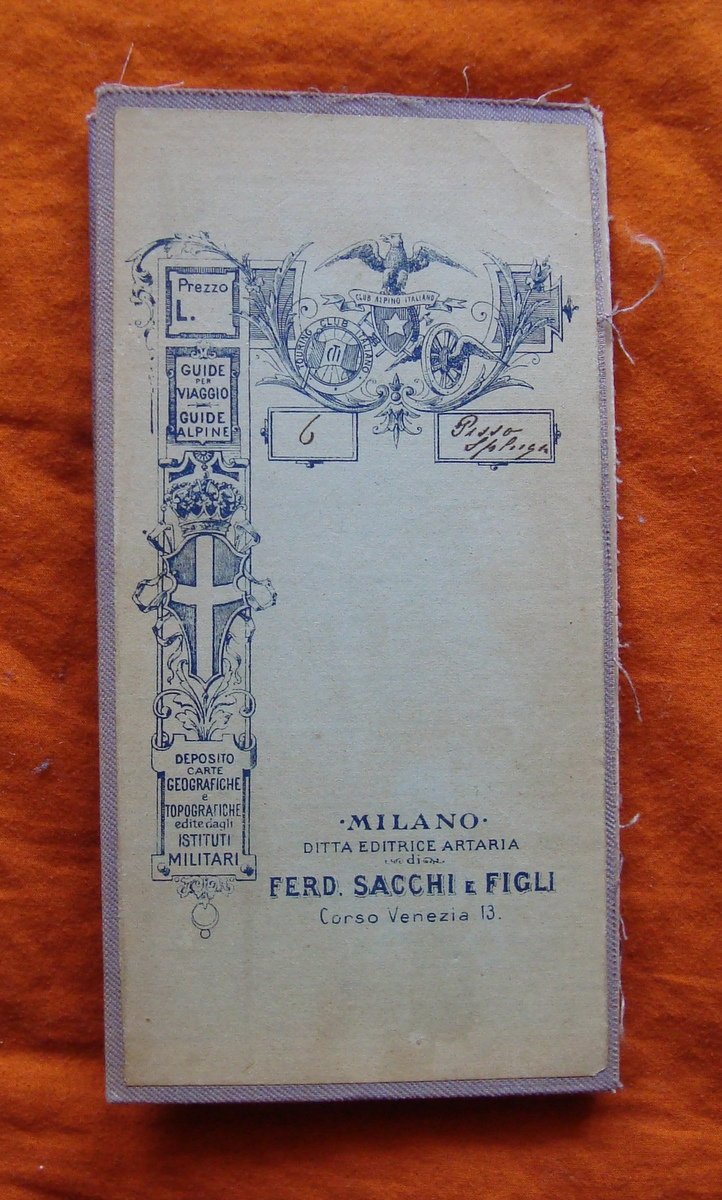 Prezzo
L.
GUIDE
PER
VIAGGIO
GUIDE
ALPINE
CLUB ALPINO ITALIANO
TOURING CLUB ITALIANO
6
Passo
Spluga
DEPOSITO
CARTE
GEOGRAFICHE
e
TOPOGRAFICHE
edite dagli
ISTITUTI
MILITARI
·MILANO·
DITTA EDITRICE ARTARIA
di
FERD. SACCHI E FIGLI
Corso Venezia 13.